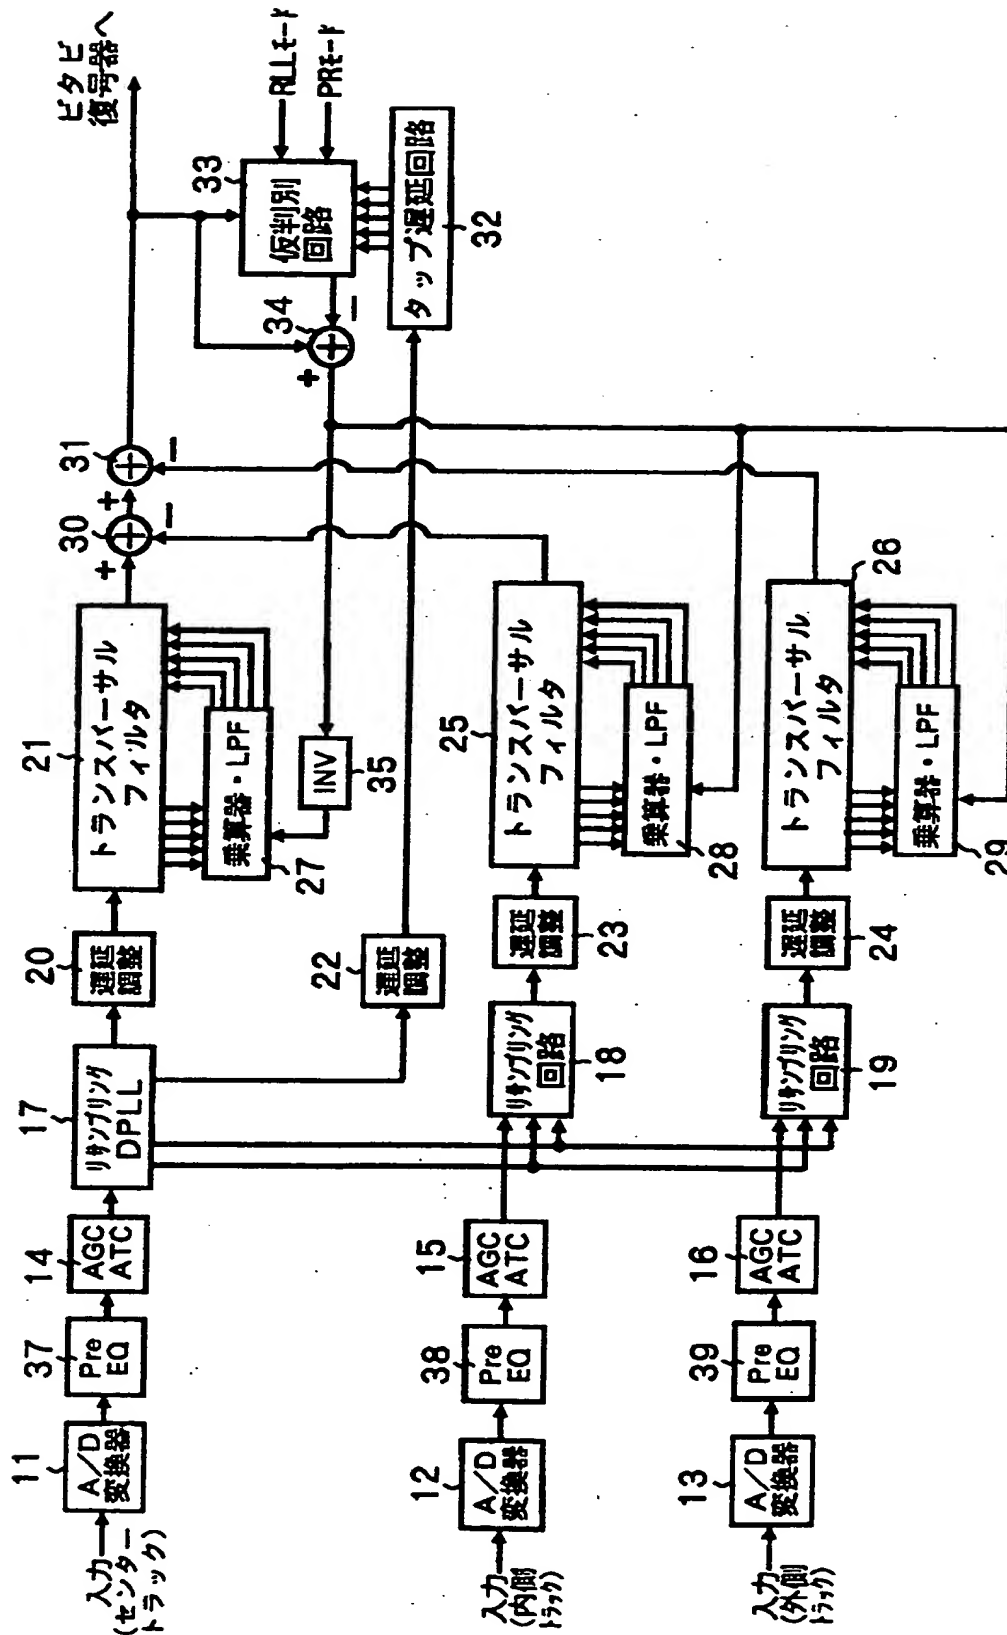 入力
(センター
トラック)
11
A/D
変換器
37
Pre
EQ
14
AGC
ATC
17
リサンプリング
DPLL
20
遅延
調整
21
トランスバーサル
フィルタ
乗算器・LPF
27
INV
35
22
遅延
調整
+
30
+
−
31
−
ビタビ
復号器へ
33
仮判別
回路
RLLモード
PRモード
34
+
−
タップ遅延回路
32
入力
(内側
トラック)
12
A/D
変換器
38
Pre
EQ
15
AGC
ATC
リサンプリング
回路
18
遅延
調整
23
25
トランスバーサル
フィルタ
乗算器・LPF
28
入力
(外側
トラック)
13
A/D
変換器
39
Pre
EQ
16
AGC
ATC
リサンプリング
回路
19
遅延
調整
24
トランスバーサル
フィルタ
26
乗算器・LPF
29